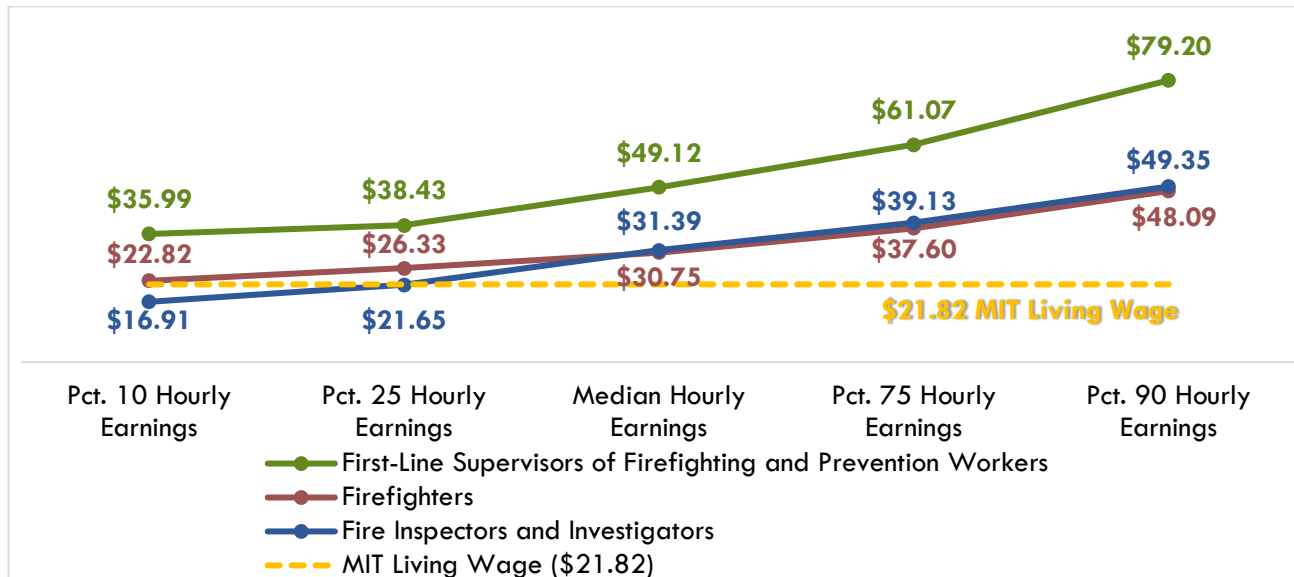 $79.20
$61.07
$49.12
$49.35
$38.43
$35.99
$39.13
$31.39
$26.33
$22.82
$48.09
$37.60
$30.75
$21.82 MIT Living Wage
$16.91
$21.65
Pct. 10 Hourly Earnings
Pct. 25 Hourly Earnings
Median Hourly Earnings
Pct. 75 Hourly Earnings
Pct. 90 Hourly Earnings
First-Line Supervisors of Firefighting and Prevention Workers
Firefighters
Fire Inspectors and Investigators
MIT Living Wage ($21.82)